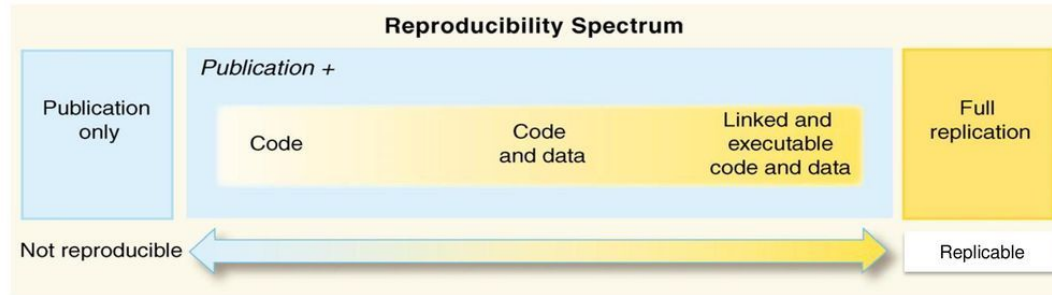 Reproducibility Spectrum
Publication only
Publication +
Code
Code
and data
Linked and
executable
code and data
Full
replication
Not reproducible
Replicable